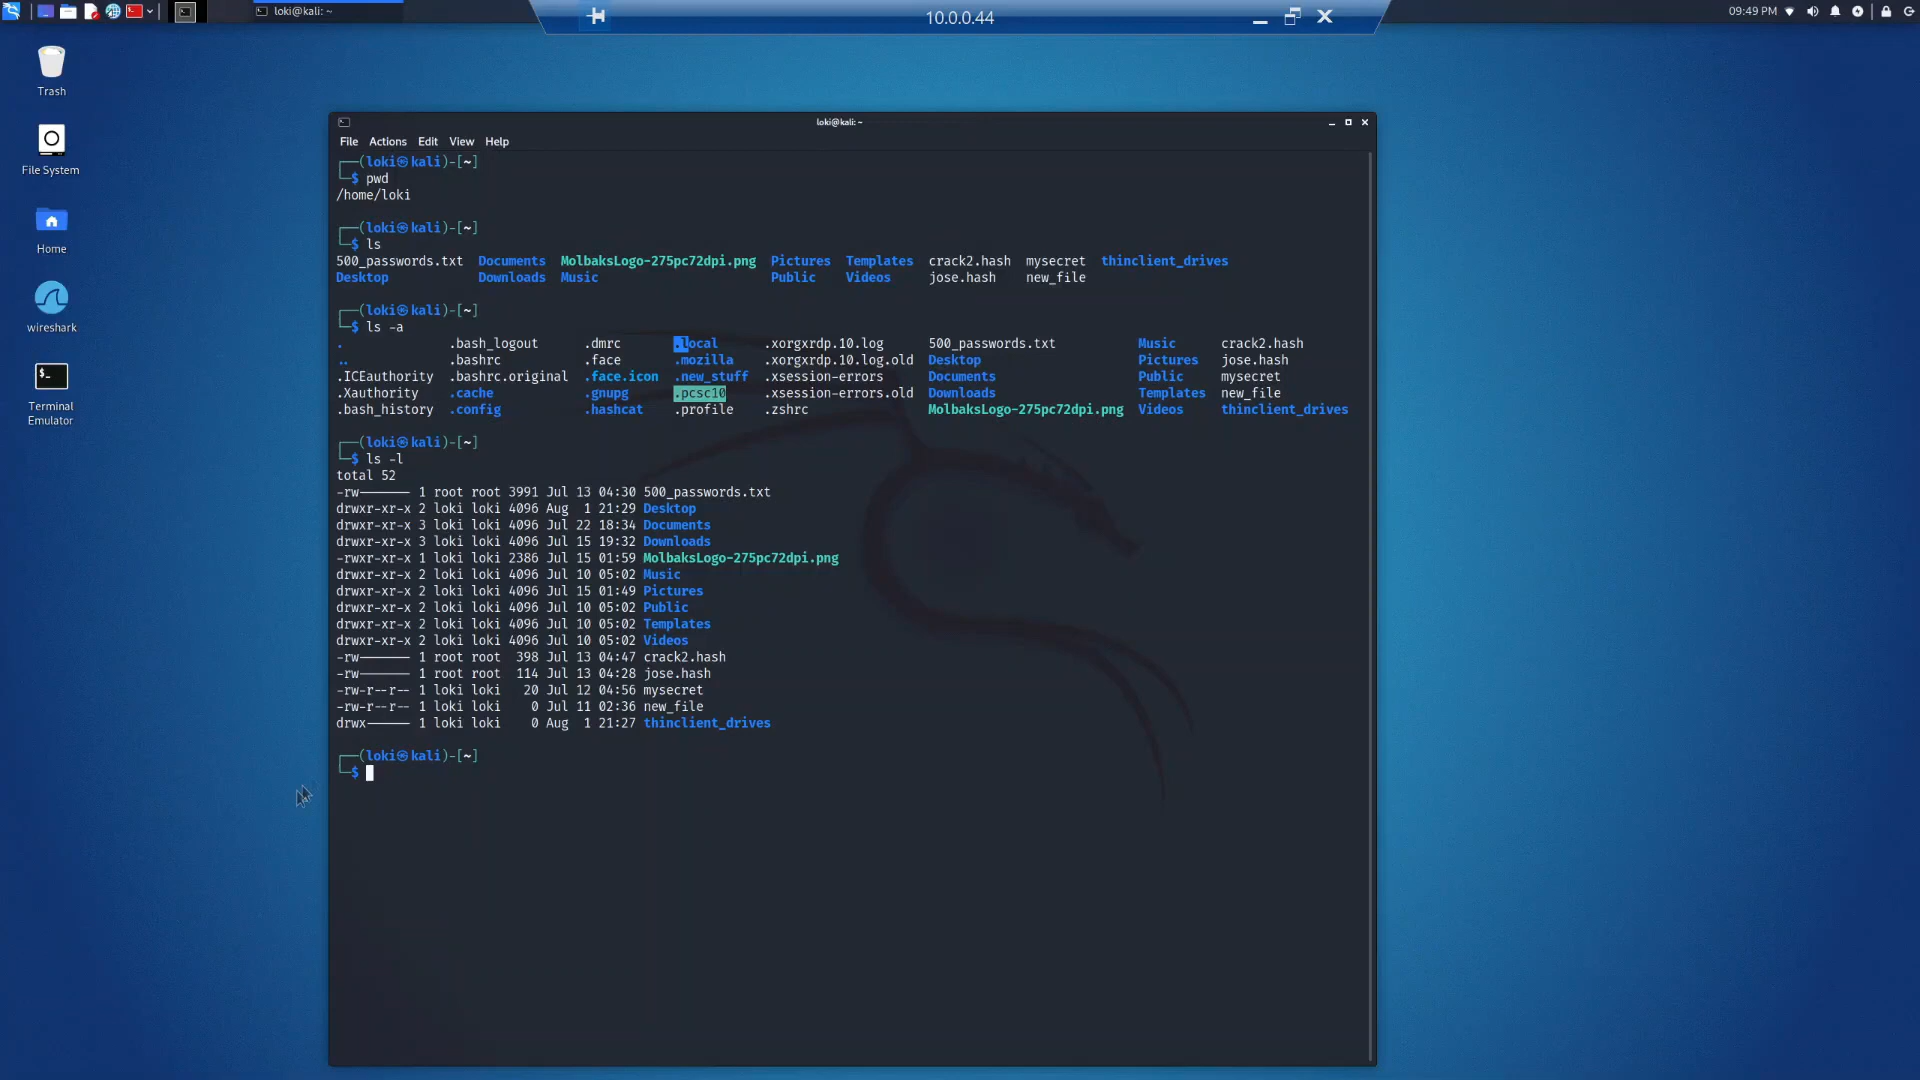 loki@kali: ~
10.0.0.44
09:49 PM
Trash
File System
Home
wireshark
Terminal
Emulator
loki@kali: ~
File Actions Edit View Help
┌──(loki㉿kali)-[~]
└─$ pwd
/home/loki
┌──(loki㉿kali)-[~]
└─$ ls
500_passwords.txt Documents MolbaksLogo-275pc72dpi.png Pictures Templates crack2.hash mysecret thinclient_drives
Desktop Downloads Music Public Videos jose.hash new_file
┌──(loki㉿kali)-[~]
└─$ ls -a
. .bash_logout .dmrc .local .xorgxrdp.10.log 500_passwords.txt Music crack2.hash
.. .bashrc .face .mozilla .xorgxrdp.10.log.old Desktop Pictures jose.hash
.ICEauthority .bashrc.original .face.icon .new_stuff .xsession-errors Documents Public mysecret
.Xauthority .cache .gnupg .pcsc10 .xsession-errors.old Downloads Templates new_file
.bash_history .config .hashcat .profile .zshrc MolbaksLogo-275pc72dpi.png Videos thinclient_drives
┌──(loki㉿kali)-[~]
└─$ ls -l
total 52
-rw------- 1 root root 3991 Jul 13 04:30 500_passwords.txt
drwxr-xr-x 2 loki loki 4096 Aug 1 21:29 Desktop
drwxr-xr-x 3 loki loki 4096 Jul 22 18:34 Documents
drwxr-xr-x 3 loki loki 4096 Jul 15 19:32 Downloads
-rwxr-xr-x 1 loki loki 2386 Jul 15 01:59 MolbaksLogo-275pc72dpi.png
drwxr-xr-x 2 loki loki 4096 Jul 10 05:02 Music
drwxr-xr-x 2 loki loki 4096 Jul 15 01:49 Pictures
drwxr-xr-x 2 loki loki 4096 Jul 10 05:02 Public
drwxr-xr-x 2 loki loki 4096 Jul 10 05:02 Templates
drwxr-xr-x 2 loki loki 4096 Jul 10 05:02 Videos
-rw------- 1 root root 398 Jul 13 04:47 crack2.hash
-rw------- 1 root root 114 Jul 13 04:28 jose.hash
-rw-r--r-- 1 loki loki 20 Jul 12 04:56 mysecret
-rw-r--r-- 1 loki loki 0 Jul 11 02:36 new_file
drwx------ 1 loki loki 0 Aug 1 21:27 thinclient_drives
┌──(loki㉿kali)-[~]
└─$